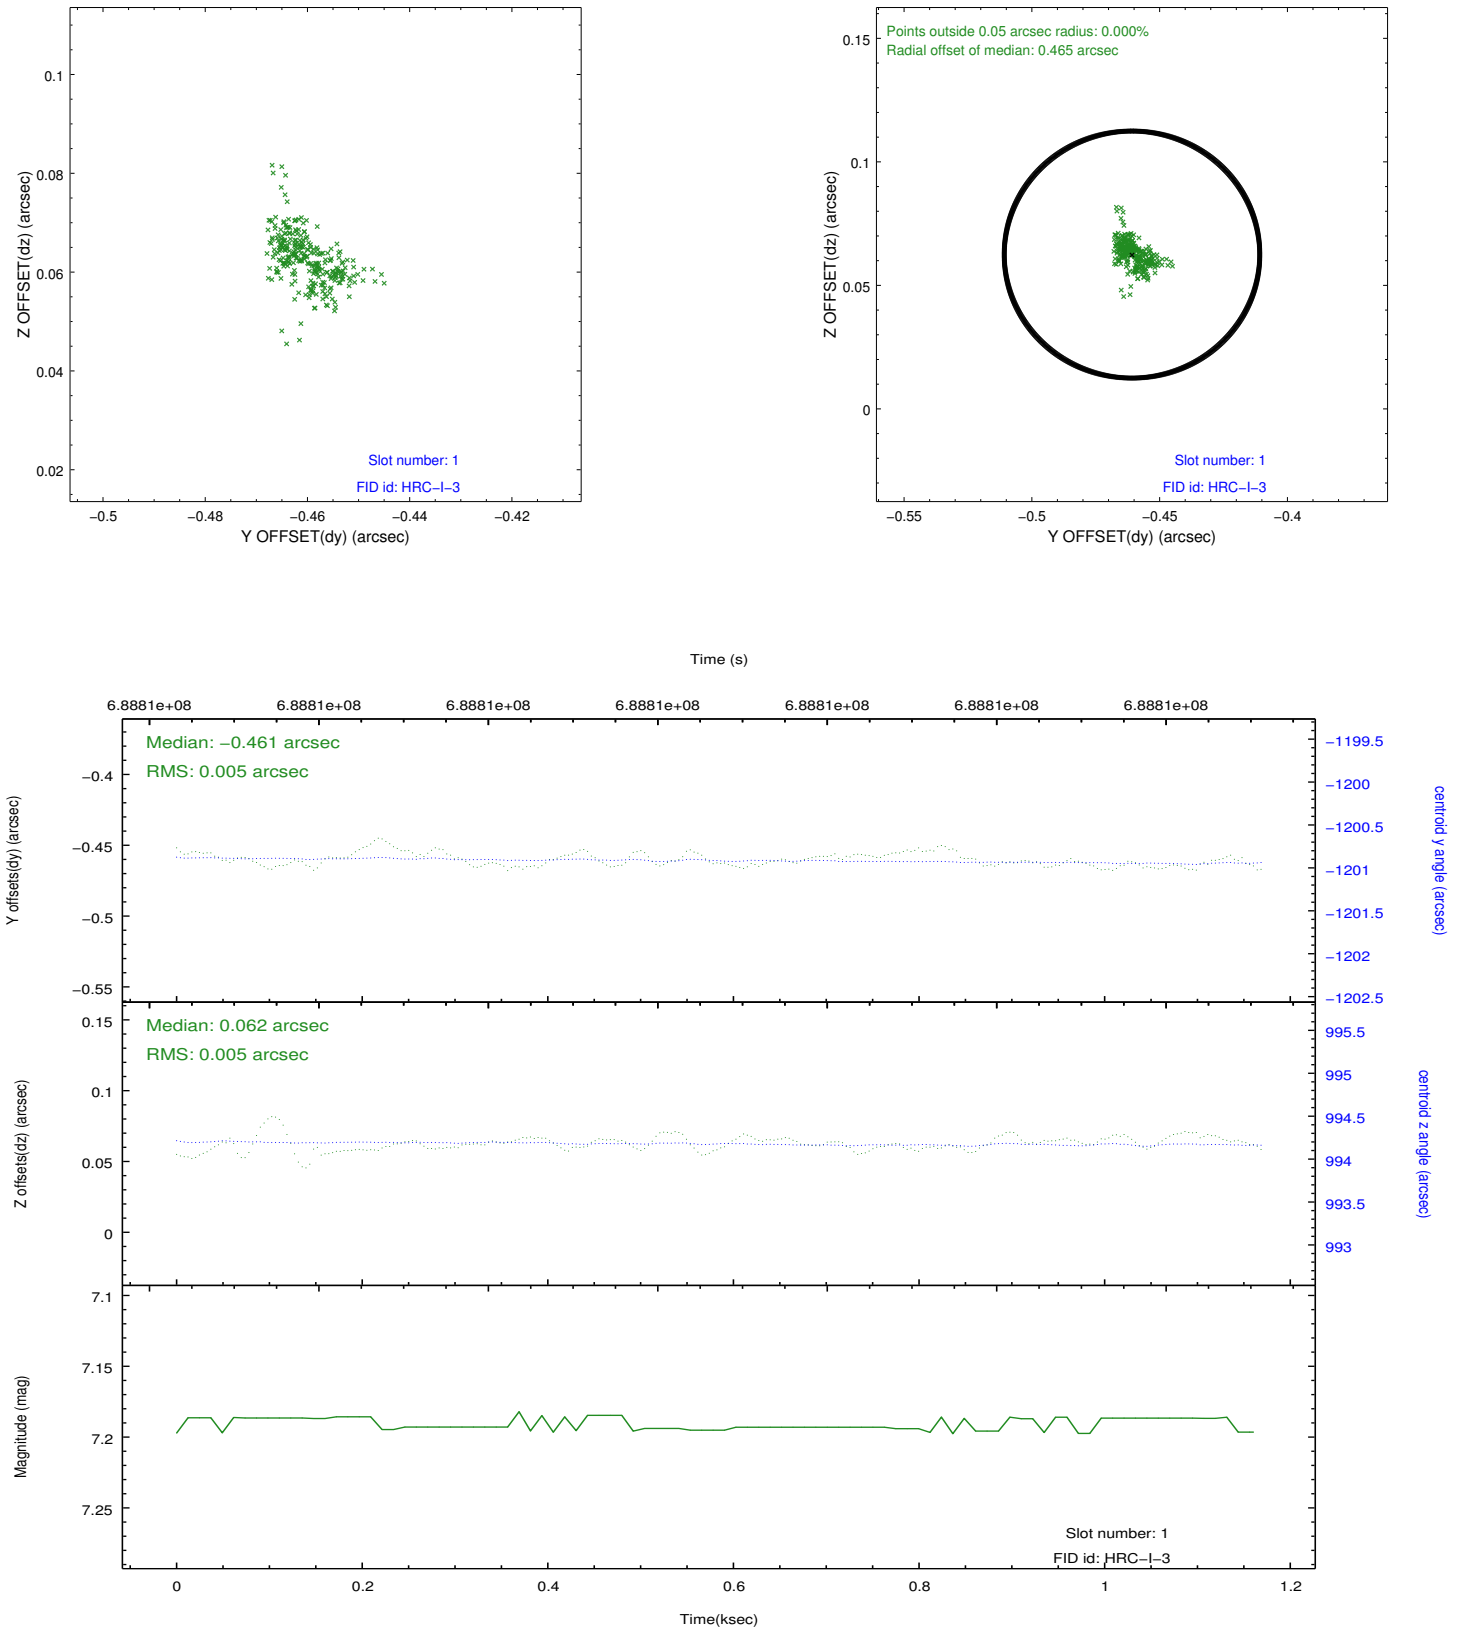 0.1
0.08
0.06
0.04
0.02
Z OFFSET(dz) (arcsec)
Slot number: 1
FID id: HRC−I−3
−0.5 −0.48 −0.46 −0.44 −0.42
Y OFFSET(dy) (arcsec)
Points outside 0.05 arcsec radius: 0.000%
Radial offset of median: 0.465 arcsec
0.15
0.1
0.05
0
Z OFFSET(dz) (arcsec)
Slot number: 1
FID id: HRC−I−3
−0.55 −0.5 −0.45 −0.4
Y OFFSET(dy) (arcsec)
Time (s)
6.8881e+08 6.8881e+08 6.8881e+08 6.8881e+08 6.8881e+08 6.8881e+08 6.8881e+08
Median: −0.461 arcsec
RMS: 0.005 arcsec
−0.4
−0.45
−0.5
−0.55
Y offsets(dy) (arcsec)
−1199.5
−1200
−1200.5
−1201
−1201.5
−1202
−1202.5
centroid y angle (arcsec)
Median: 0.062 arcsec
RMS: 0.005 arcsec
0.15
0.1
0.05
0
Z offsets(dz) (arcsec)
995.5
995
994.5
994
993.5
993
centroid z angle (arcsec)
7.1
7.15
7.2
7.25
Magnitude (mag)
Slot number: 1
FID id: HRC−I−3
0 0.2 0.4 0.6 0.8 1 1.2
Time(ksec)